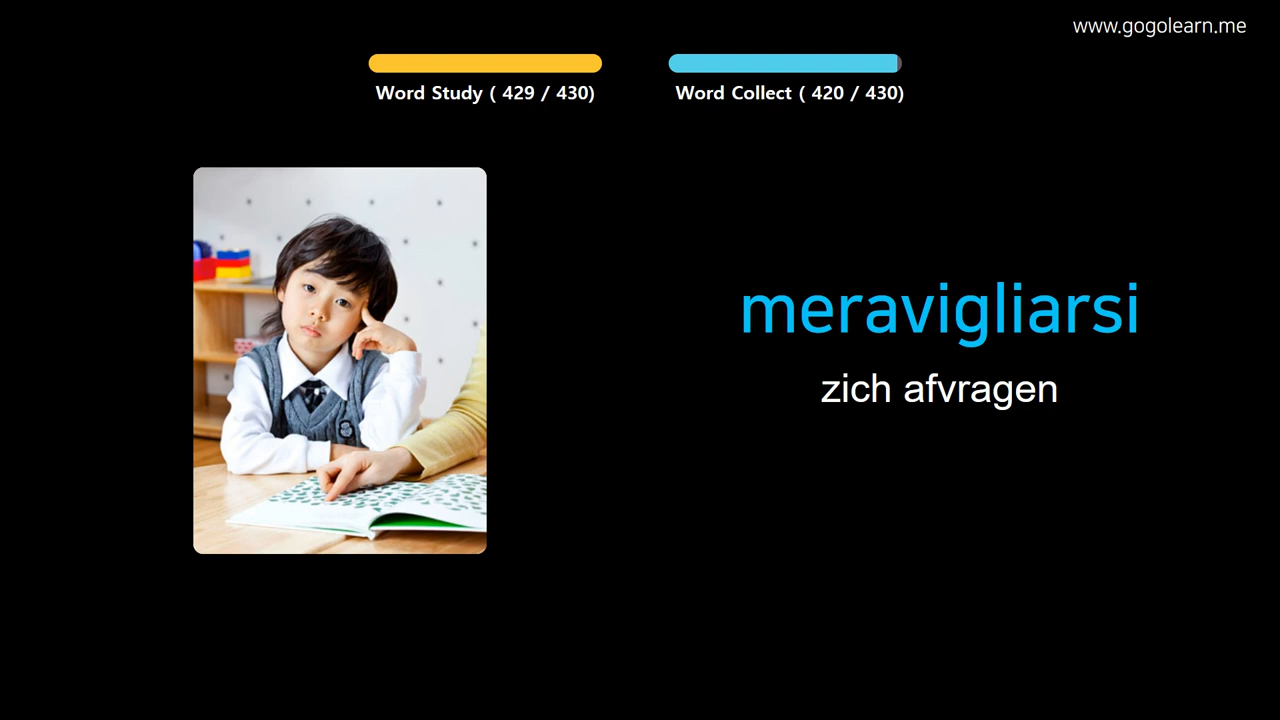 www.gogolearn.me
Word Study ( 429 / 430)
Word Collect ( 420 / 430)
meravigliarsi
zich afvragen